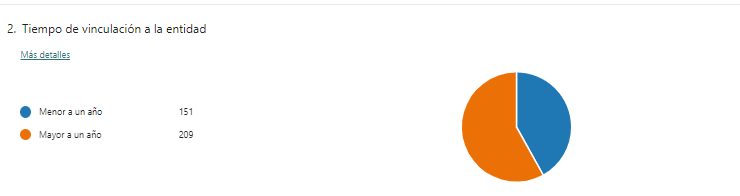 2. Tiempo de vinculación a la entidad
Más detalles
Menor a un año 151
Mayor a un año 209